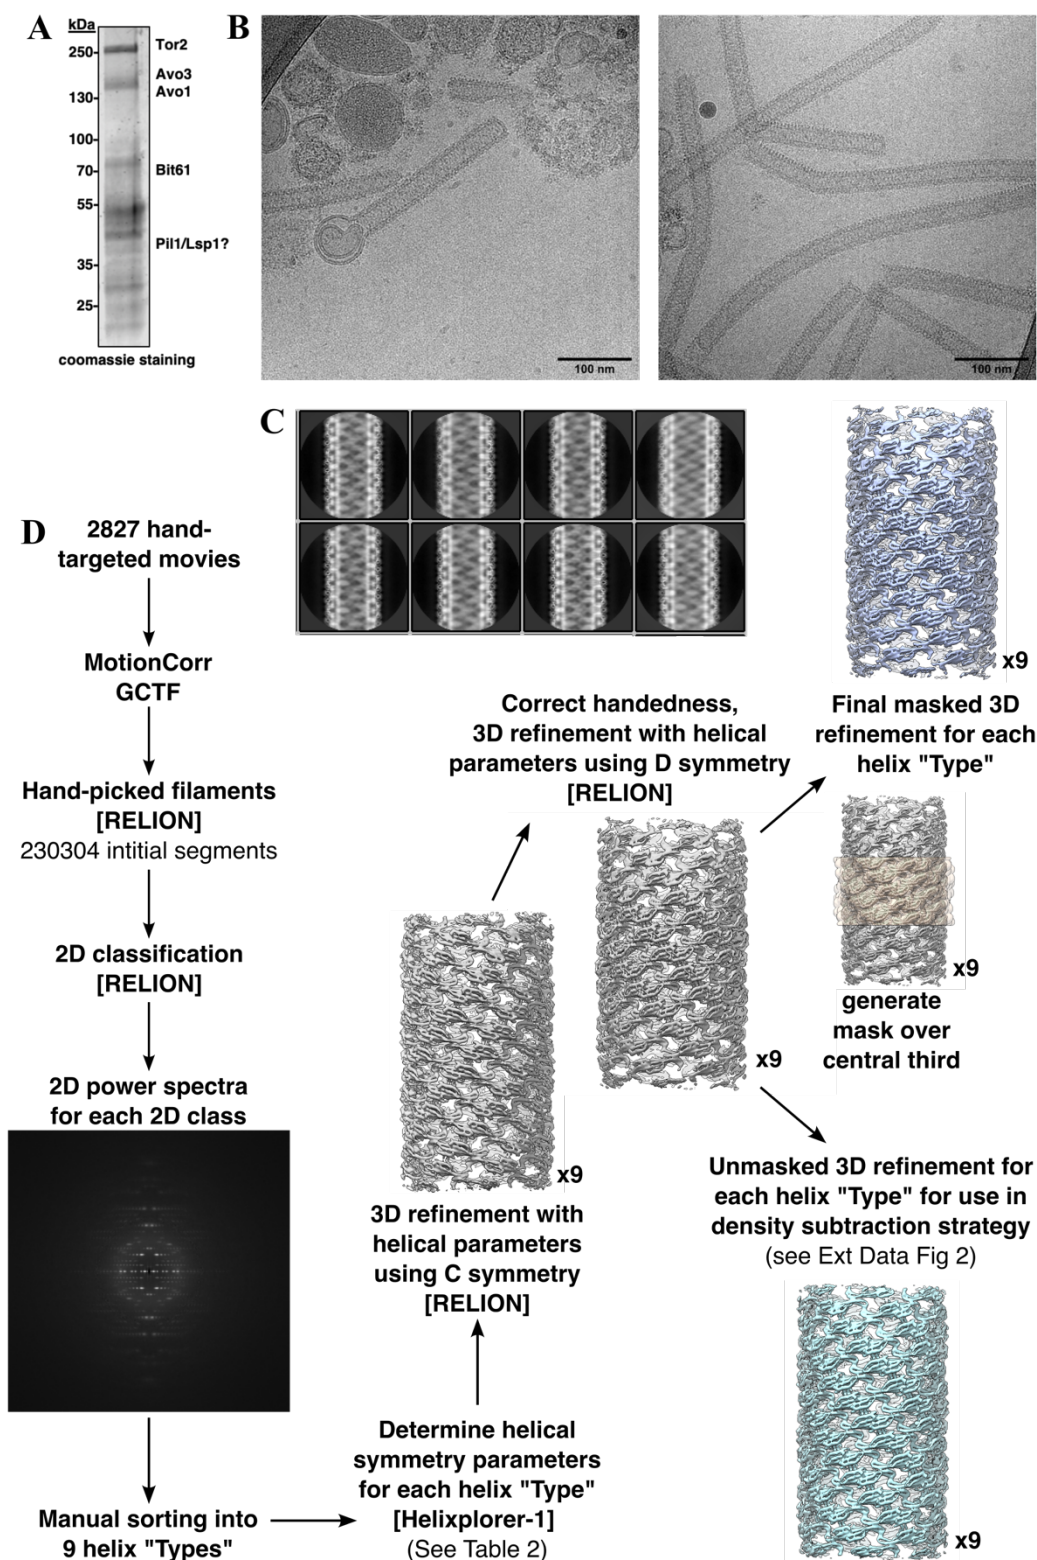 A
kDa
250-
130-
100-
70-
55-
35-
25-
Tor2
Avo3
Avo1
Bit61
Pil1/Lsp1?
coomassie staining
B
100 nm
100 nm
C
x9
D
2827 hand-
targeted movies
MotionCorr
GCTF
Hand-picked filaments
[RELION]
230304 intitial segments
2D classification
[RELION]
2D power spectra
for each 2D class
Manual sorting into
9 helix "Types"
Determine helical
symmetry parameters
for each helix "Type"
[Helixplorer-1]
(See Table 2)
x9
3D refinement with
helical parameters
using C symmetry
[RELION]
Correct handedness,
3D refinement with helical
parameters using D symmetry
[RELION]
x9
Final masked 3D
refinement for each
helix "Type"
x9
generate
mask over
central third
Unmasked 3D refinement for
each helix "Type" for use in
density subtraction strategy
(see Ext Data Fig 2)
x9